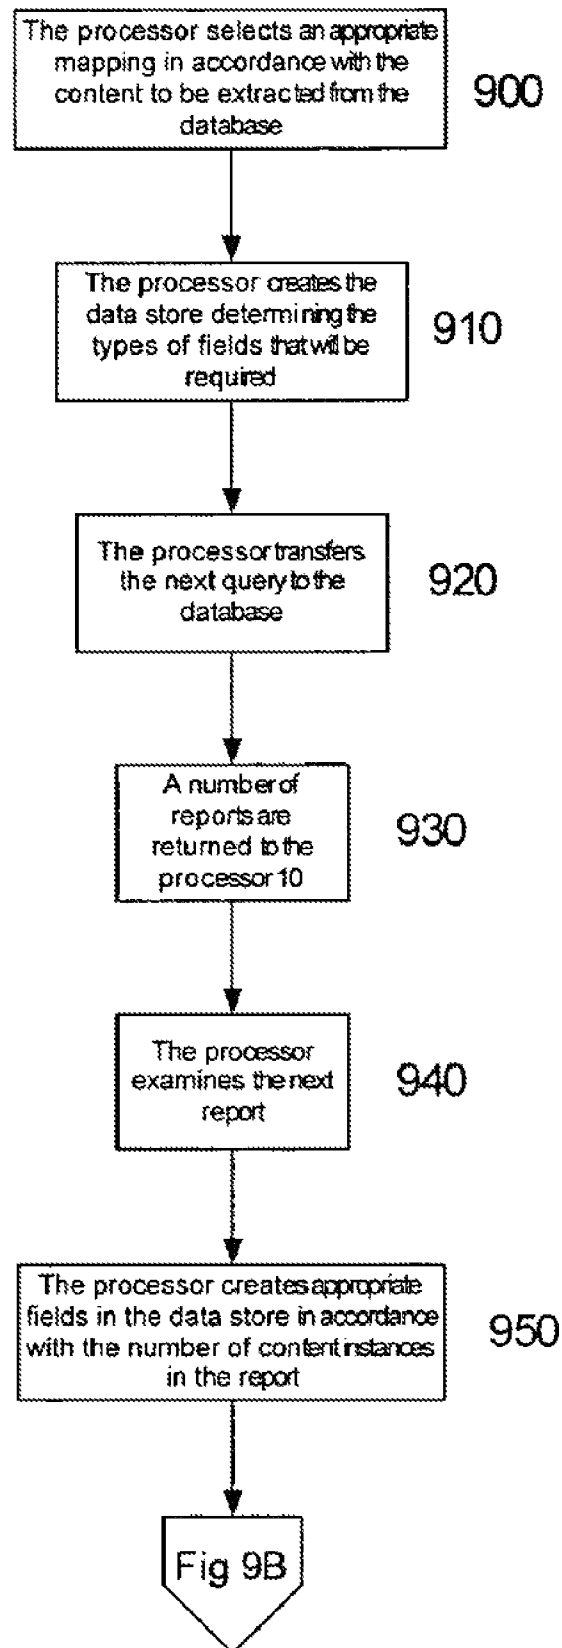 The processor selects an appropriate
mapping in accordance with the
content to be extracted from the
database
900
The processor creates the
data store determining the
types of fields that will be
required
910
The processor transfers
the next query to the
database
920
A number of
reports are
returned to the
processor 10
930
The processor
examines the next
report
940
The processor creates appropriate
fields in the data store in accordance
with the number of content instances
in the report
950
Fig 9B